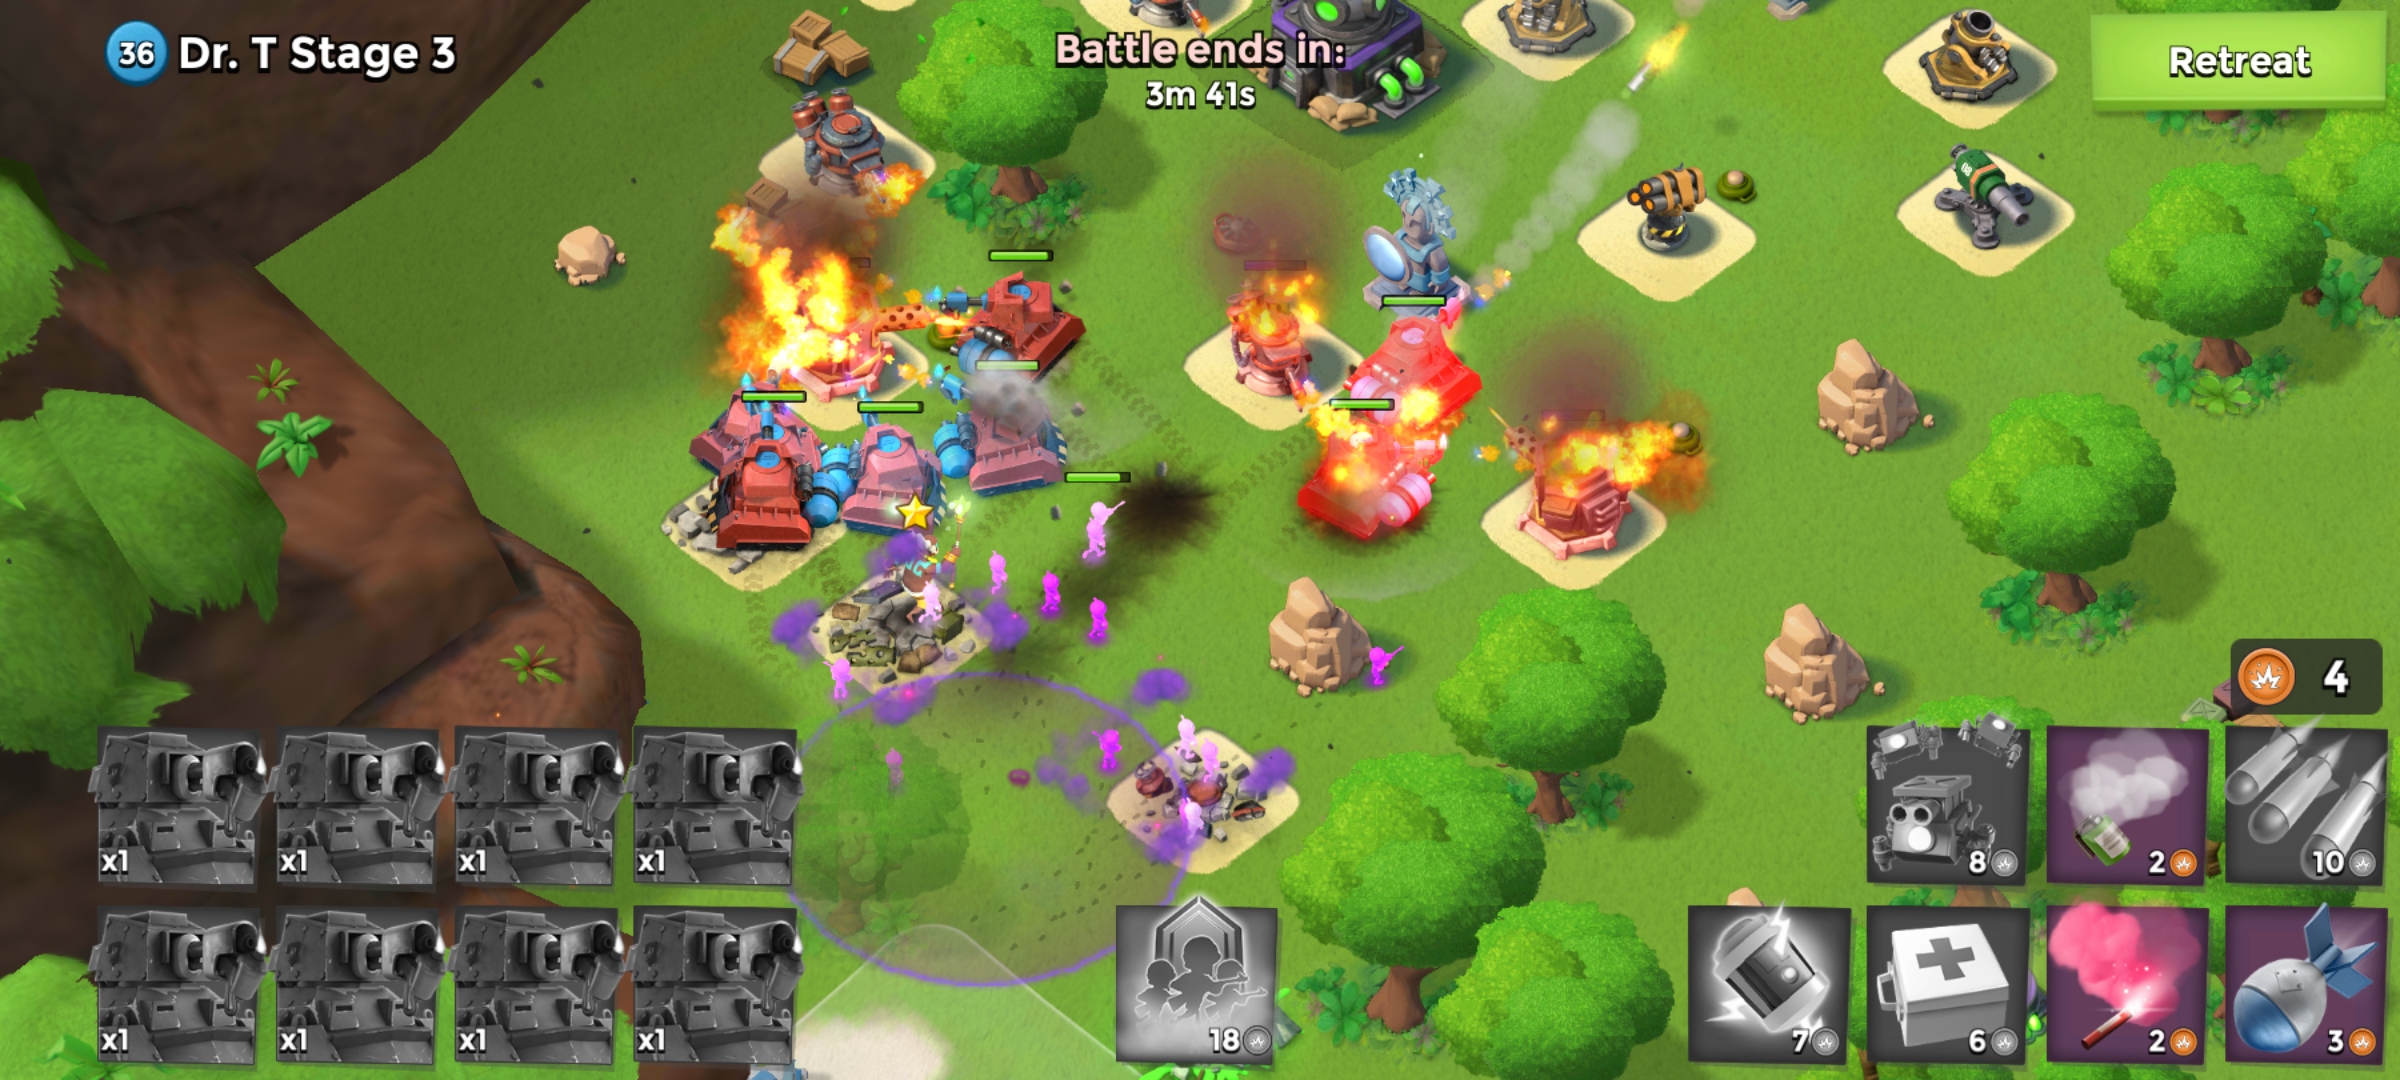 36 Dr. T Stage 3
Battle ends in:
3m 41s
Retreat
4
x1 x1 x1 x1
8 2 10
x1 x1 x1 x1
18 7 6 2 3